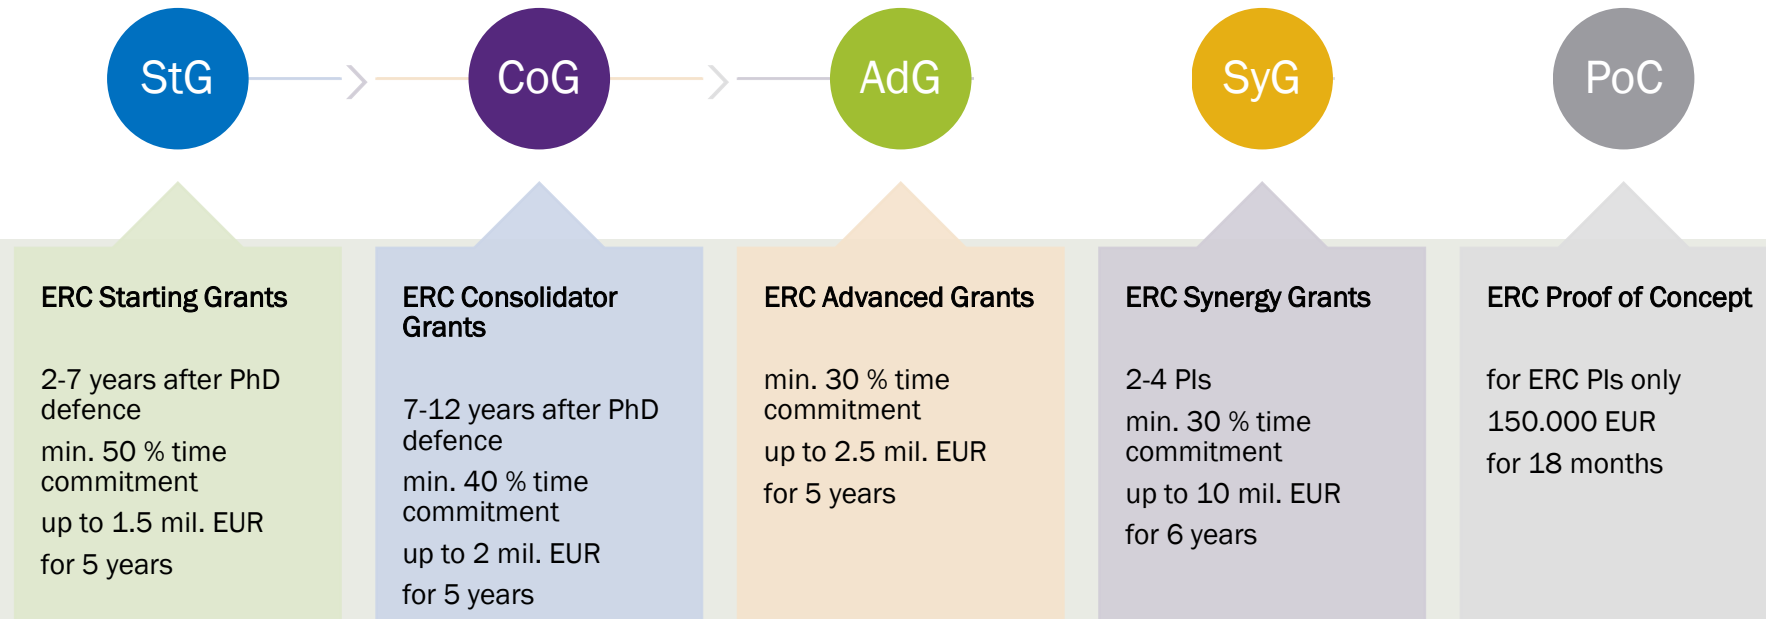 StG
CoG
AdG
SyG
PoC
ERC Starting Grants
2-7 years after PhD
defence
min. 50 % time
commitment
up to 1.5 mil. EUR
for 5 years
ERC Consolidator
Grants
7-12 years after PhD
defence
min. 40 % time
commitment
up to 2 mil. EUR
for 5 years
ERC Advanced Grants
min. 30 % time
commitment
up to 2.5 mil. EUR
for 5 years
ERC Synergy Grants
2-4 PIs
min. 30 % time
commitment
up to 10 mil. EUR
for 6 years
ERC Proof of Concept
for ERC PIs only
150.000 EUR
for 18 months